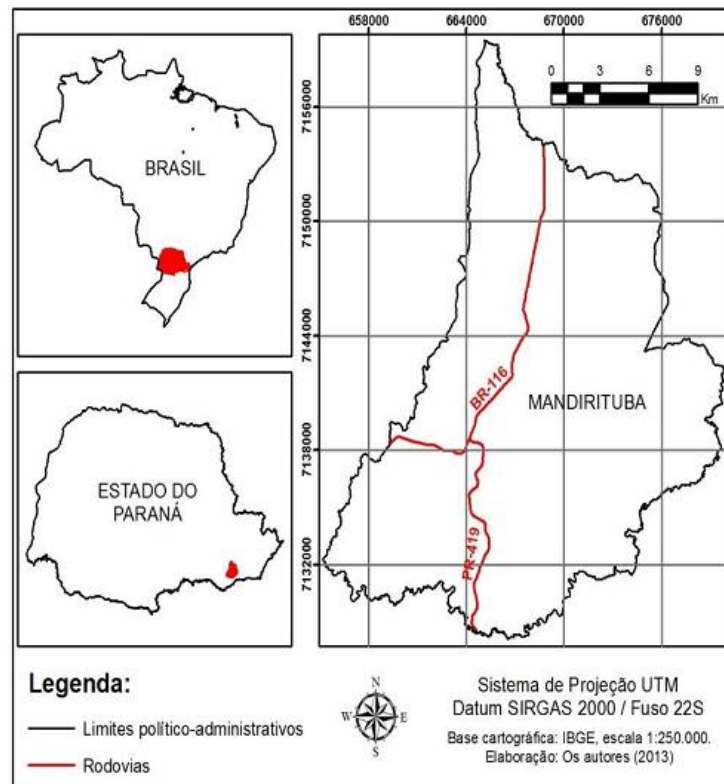 658000 664000 670000 676000
BRASIL
0 3 6 9
Km
7156000
7150000
7144000
7138000
7132000
BR-116
MANDIRITUBA
PR-419
ESTADO DO
PARANÁ
Legenda:
Limites político-administrativos
Rodovias
N
W E
S
Sistema de Projeção UTM
Datum SIRGAS 2000 / Fuso 22S
Base cartográfica: IBGE, escala 1:250.000.
Elaboração: Os autores (2013)